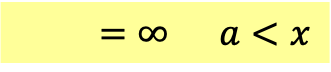 = ∞ a < x